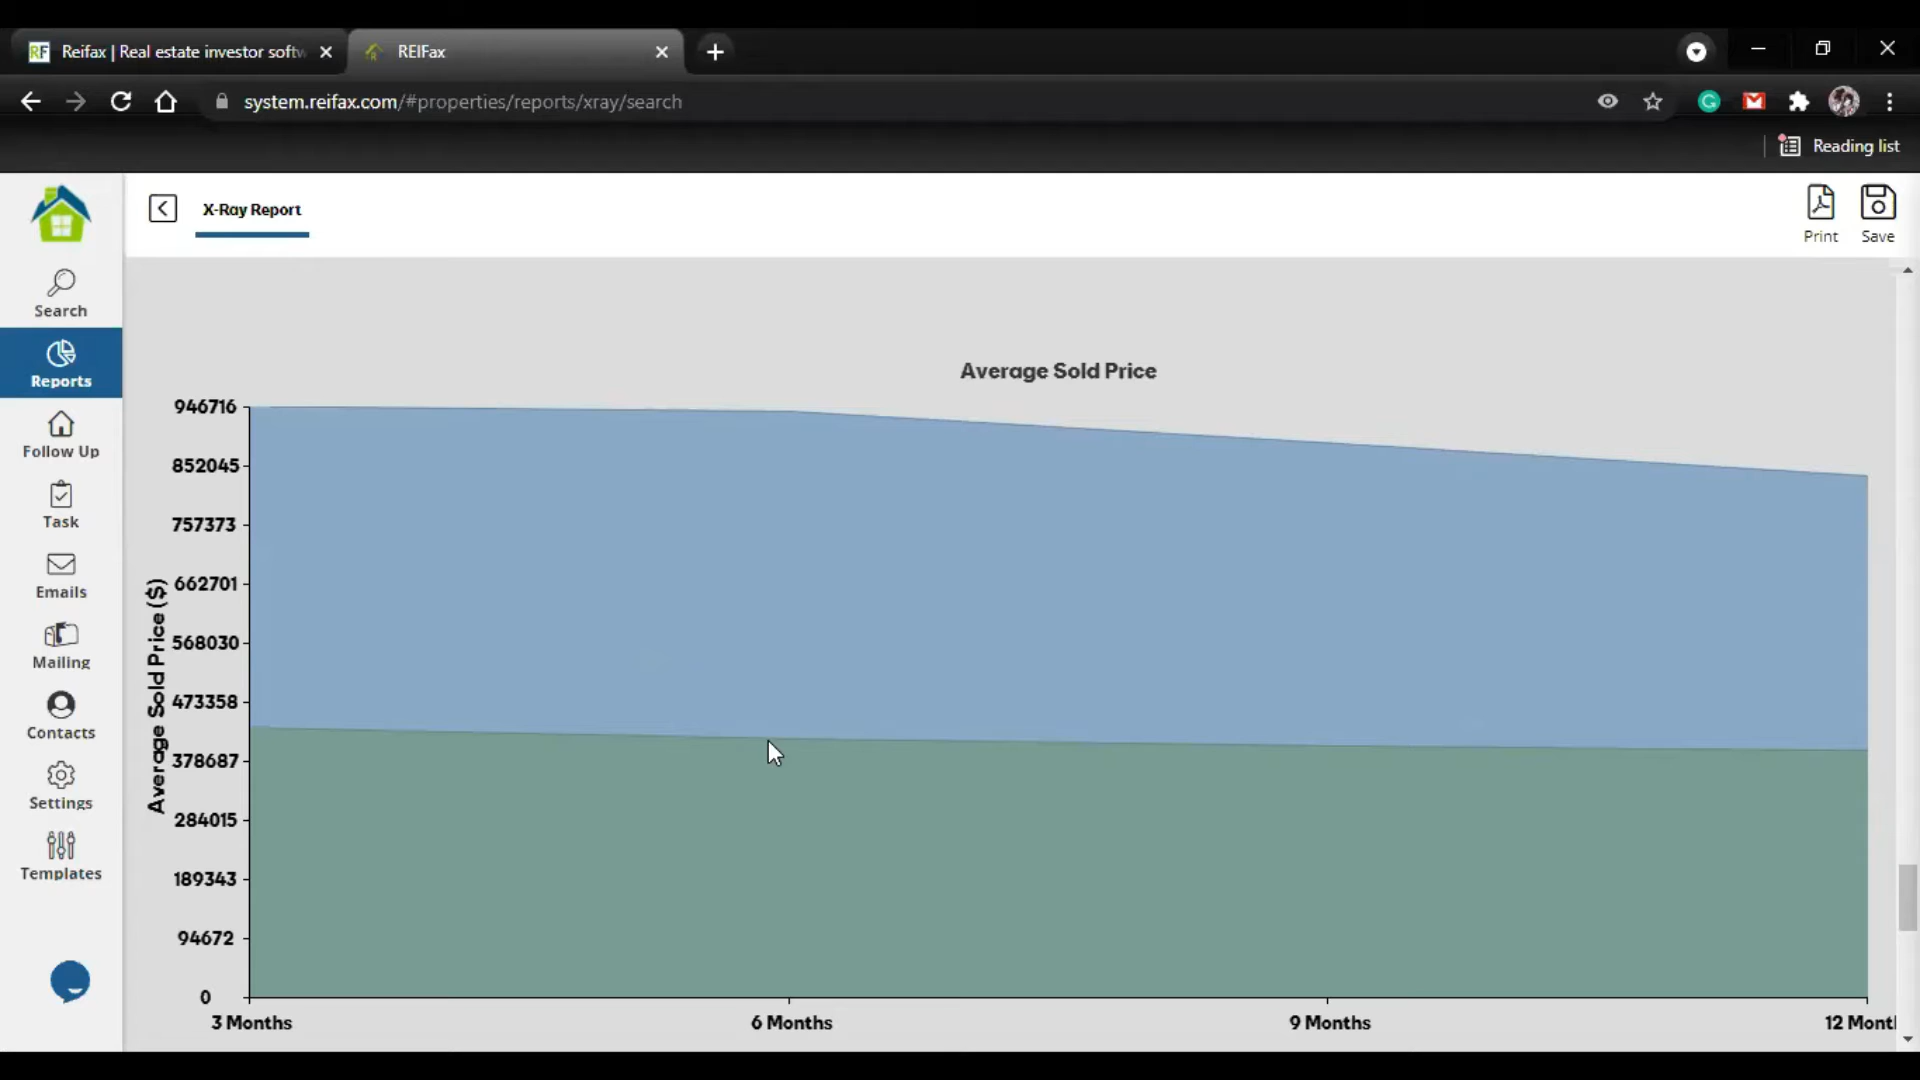 RF Reifax | Real estate investor softw
REIFax
system.reifax.com/#properties/reports/xray/search
Reading list
X-Ray Report
Print
Save
Search
Reports
Follow Up
Task
Emails
Mailing
Contacts
Settings
Templates
Average Sold Price
Average Sold Price ($)
946716
852045
757373
662701
568030
473358
378687
284015
189343
94672
0
3 Months
6 Months
9 Months
12 Mont